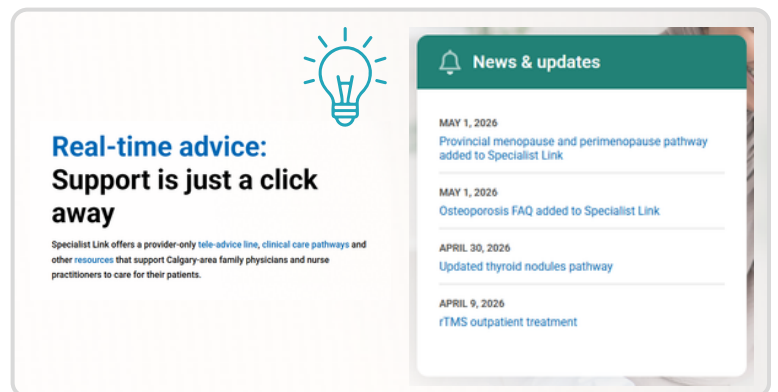 Real-time advice:
Support is just a click
away
Specialist Link offers a provider-only tele-advice line, clinical care pathways and
other resources that support Calgary-area family physicians and nurse
practitioners to care for their patients.
News & updates
MAY 1, 2026
Provincial menopause and perimenopause pathway
added to Specialist Link
MAY 1, 2026
Osteoporosis FAQ added to Specialist Link
APRIL 30, 2026
Updated thyroid nodules pathway
APRIL 9, 2026
rTMS outpatient treatment